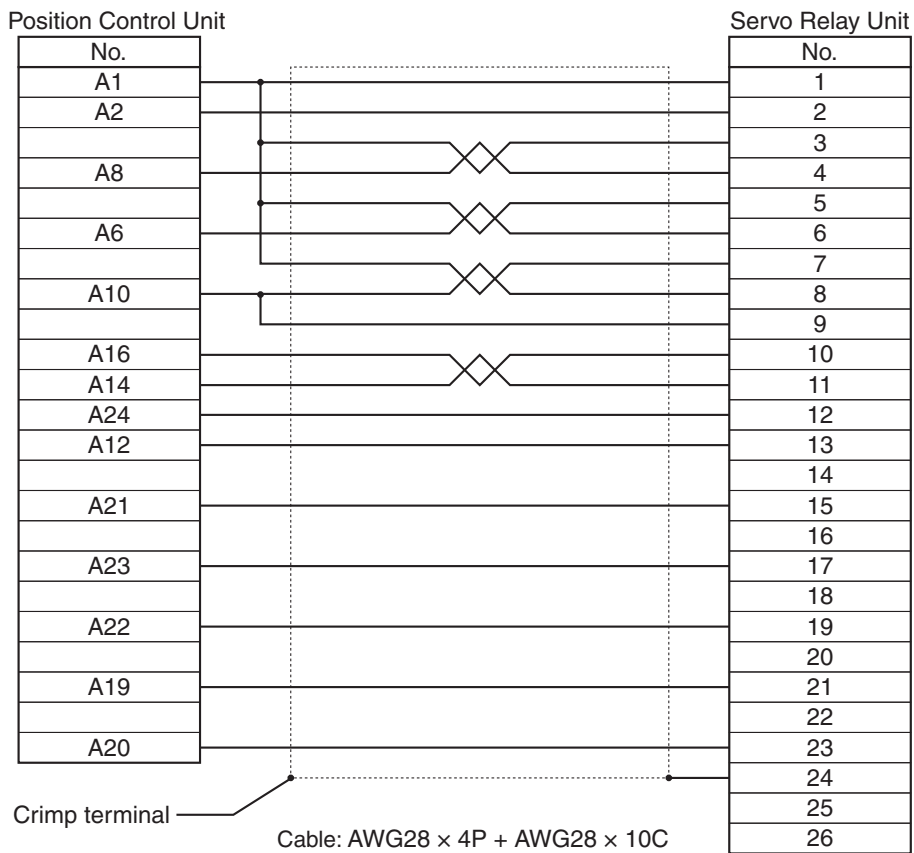 Position Control Unit Servo Relay Unit
No. No.
A1 1
A2 2
3
A8 4
5
A6 6
7
A10 8
9
A16 10
A14 11
A24 12
A12 13
14
A21 15
16
A23 17
18
A22 19
20
A19 21
22
A20 23
24
Crimp terminal 25
Cable: AWG28 × 4P + AWG28 × 10C 26